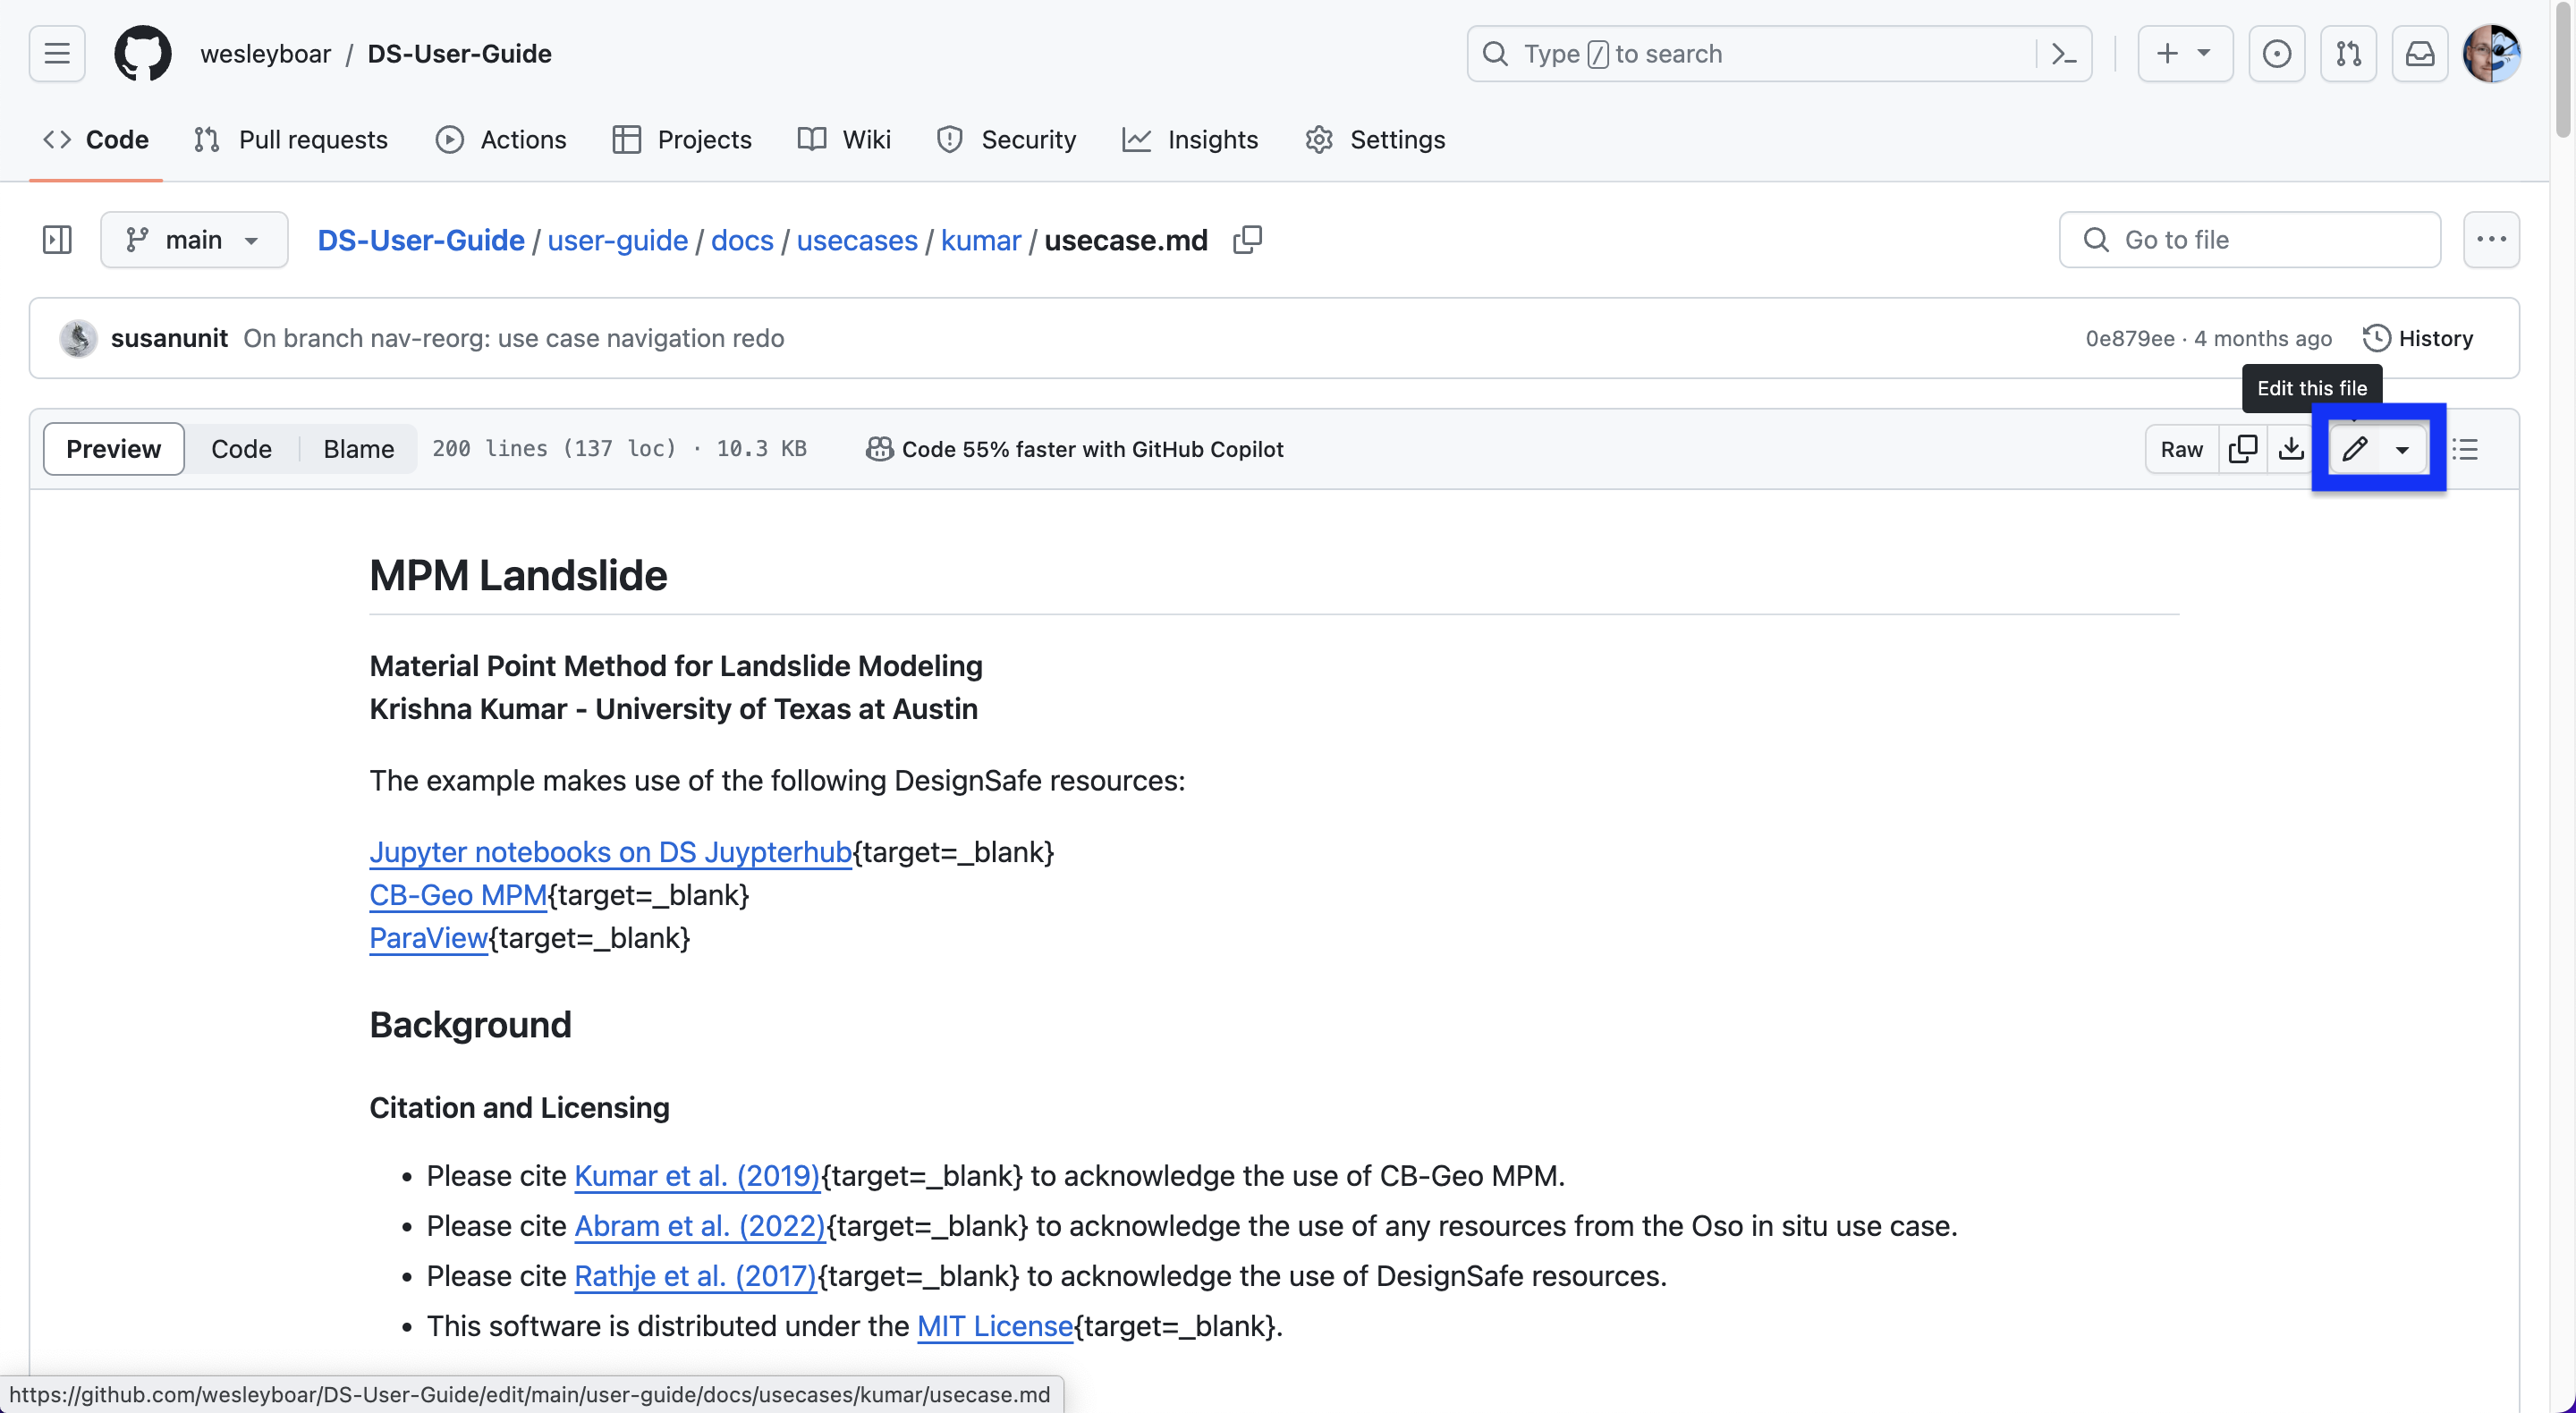 wesleyboar / DS-User-Guide
Type / to search
Code Pull requests Actions Projects Wiki Security Insights Settings
main DS-User-Guide / user-guide / docs / usecases / kumar / usecase.md Go to file
susanunit On branch nav-reorg: use case navigation redo 0e879ee · 4 months ago History
Edit this file
Preview Code Blame 200 lines (137 loc) · 10.3 KB Code 55% faster with GitHub Copilot Raw
MPM Landslide
Material Point Method for Landslide Modeling
Krishna Kumar - University of Texas at Austin
The example makes use of the following DesignSafe resources:
Jupyter notebooks on DS Juypterhub{target=_blank}
CB-Geo MPM{target=_blank}
ParaView{target=_blank}
Background
Citation and Licensing
• Please cite Kumar et al. (2019){target=_blank} to acknowledge the use of CB-Geo MPM.
• Please cite Abram et al. (2022){target=_blank} to acknowledge the use of any resources from the Oso in situ use case.
• Please cite Rathje et al. (2017){target=_blank} to acknowledge the use of DesignSafe resources.
• This software is distributed under the MIT License{target=_blank}.
https://github.com/wesleyboar/DS-User-Guide/edit/main/user-guide/docs/usecases/kumar/usecase.md